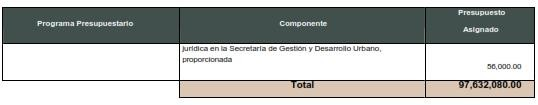 Programa Presupuestario Componente Presupuesto Asignado
jurídica en la Secretaría de Gestión y Desarrollo Urbano,
proporcionada
56,000.00
Total 97,632,080.00